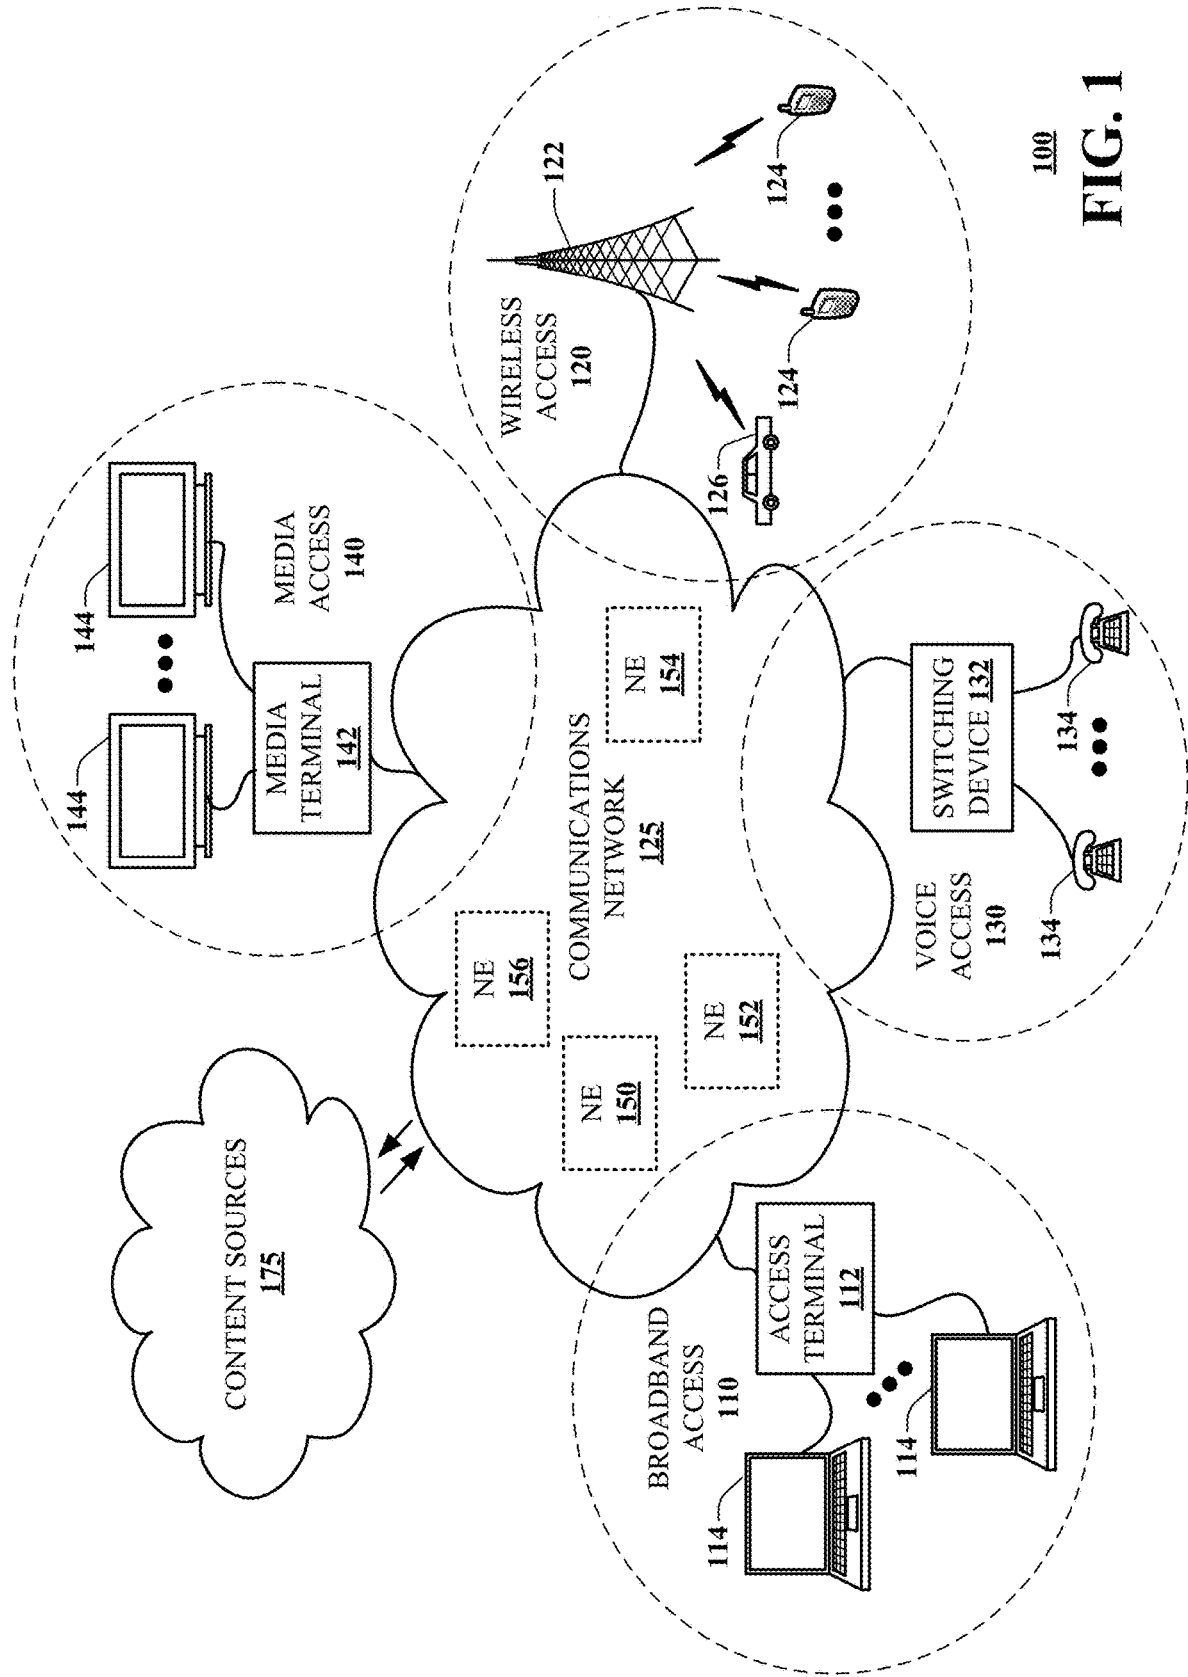 144
144
MEDIA
TERMINAL
142
MEDIA
ACCESS
140
CONTENT SOURCES
175
WIRELESS
ACCESS
120
122
124
124
126
NE
156
NE
150
NE
152
NE
154
COMMUNICATIONS
NETWORK
125
BROADBAND
ACCESS
110
ACCESS
TERMINAL
112
114
114
VOICE
ACCESS
130
SWITCHING
DEVICE 132
134
134
100
FIG. 1